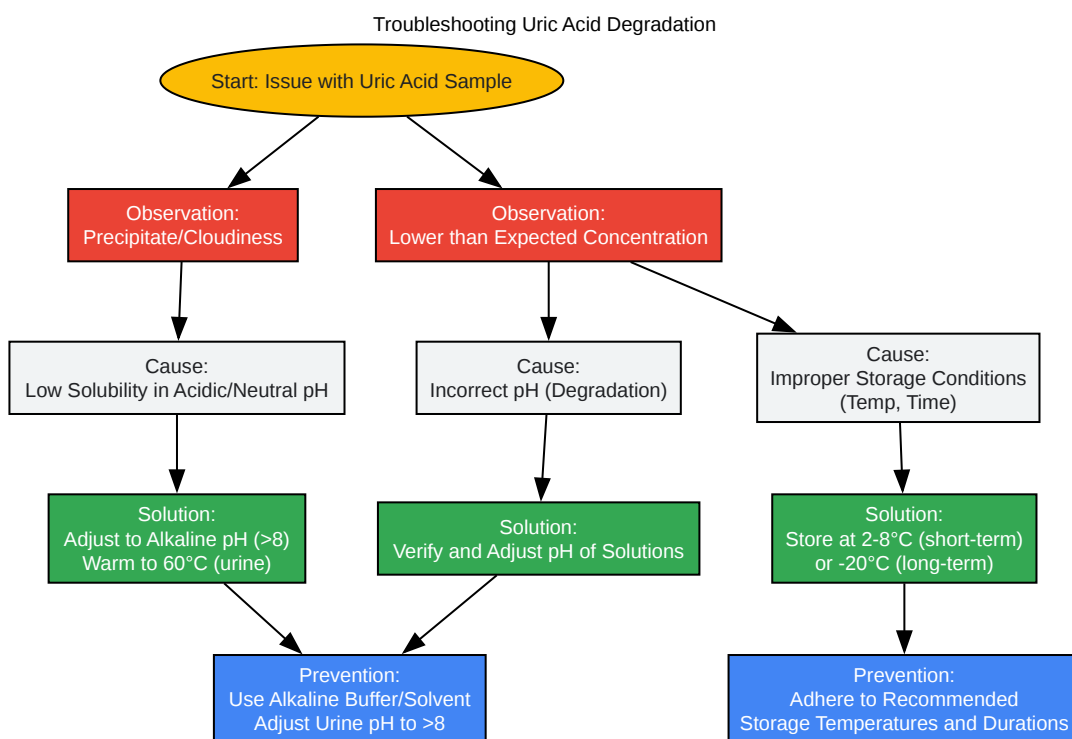 Troubleshooting Uric Acid Degradation
Start: Issue with Uric Acid Sample
Observation:
Precipitate/Cloudiness
Observation:
Lower than Expected Concentration
Cause:
Low Solubility in Acidic/Neutral pH
Cause:
Incorrect pH (Degradation)
Cause:
Improper Storage Conditions
(Temp, Time)
Solution:
Adjust to Alkaline pH (>8)
Warm to 60°C (urine)
Solution:
Verify and Adjust pH of Solutions
Solution:
Store at 2-8°C (short-term)
or -20°C (long-term)
Prevention:
Use Alkaline Buffer/Solvent
Adjust Urine pH to >8
Prevention:
Adhere to Recommended
Storage Temperatures and Durations